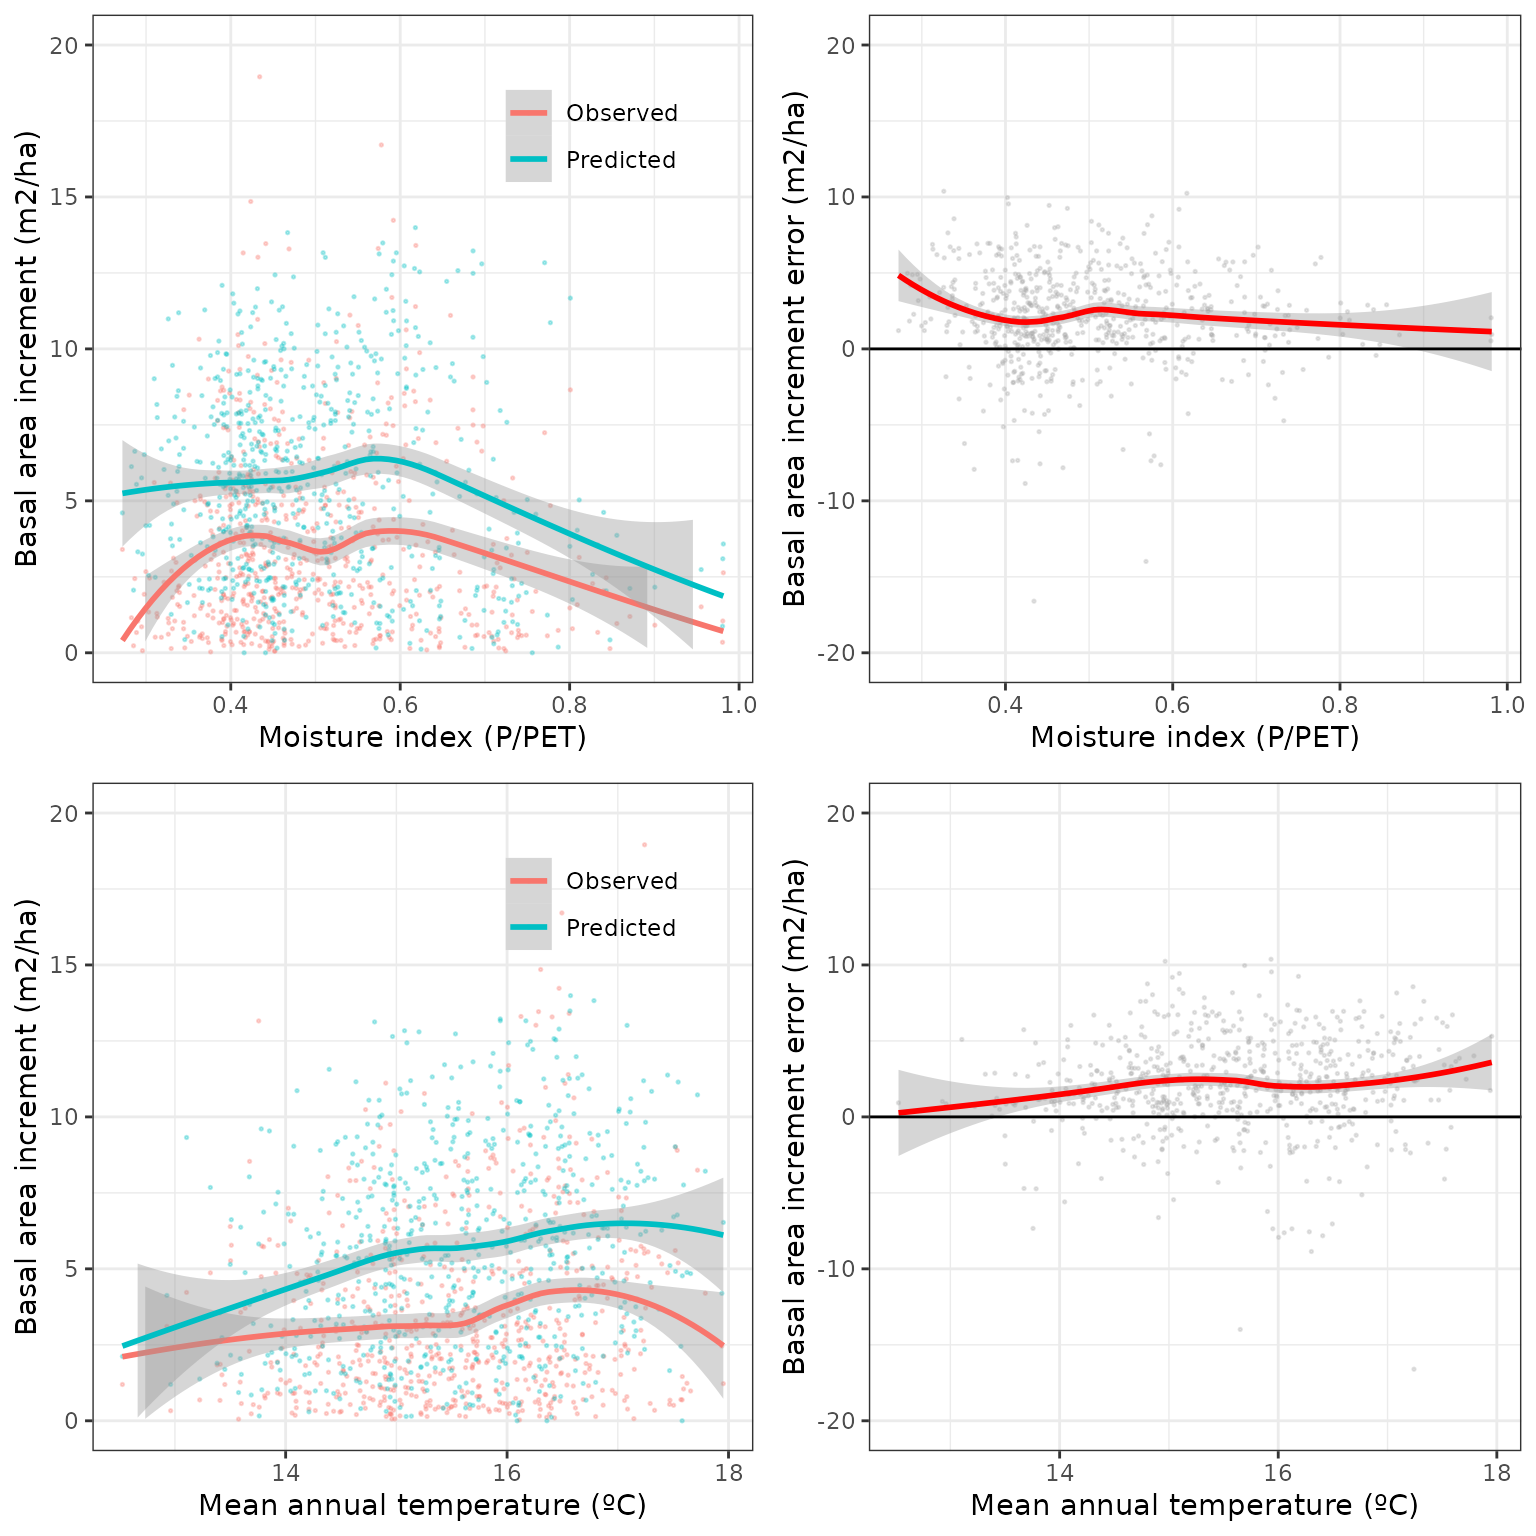 20
15
10
5
0
0.4
0.6
0.8
1.0
Basal area increment (m2/ha)
Moisture index (P/PET)
Observed
Predicted
20
10
0
-10
-20
0.4
0.6
0.8
1.0
Basal area increment error (m2/ha)
Moisture index (P/PET)
20
15
10
5
0
14
16
18
Basal area increment (m2/ha)
Mean annual temperature (ºC)
Observed
Predicted
20
10
0
-10
-20
14
16
18
Basal area increment error (m2/ha)
Mean annual temperature (ºC)